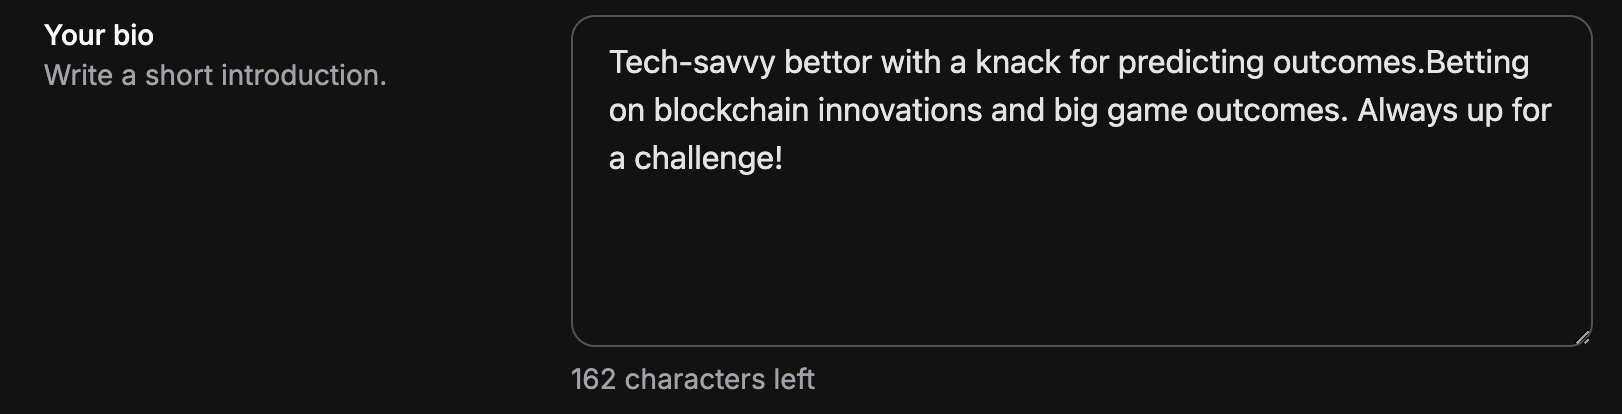 Your bio
Write a short introduction.
Tech-savvy bettor with a knack for predicting outcomes.Betting
on blockchain innovations and big game outcomes. Always up for
a challenge!
162 characters left